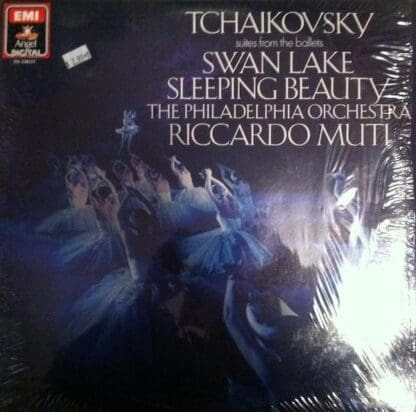 EMI
Angel
DIGITAL
TCHAIKOVSKY
suites from the ballets
SWAN LAKE
SLEEPING BEAUTY
THE PHILADELPHIA ORCHESTRA
RICCARDO MUTI